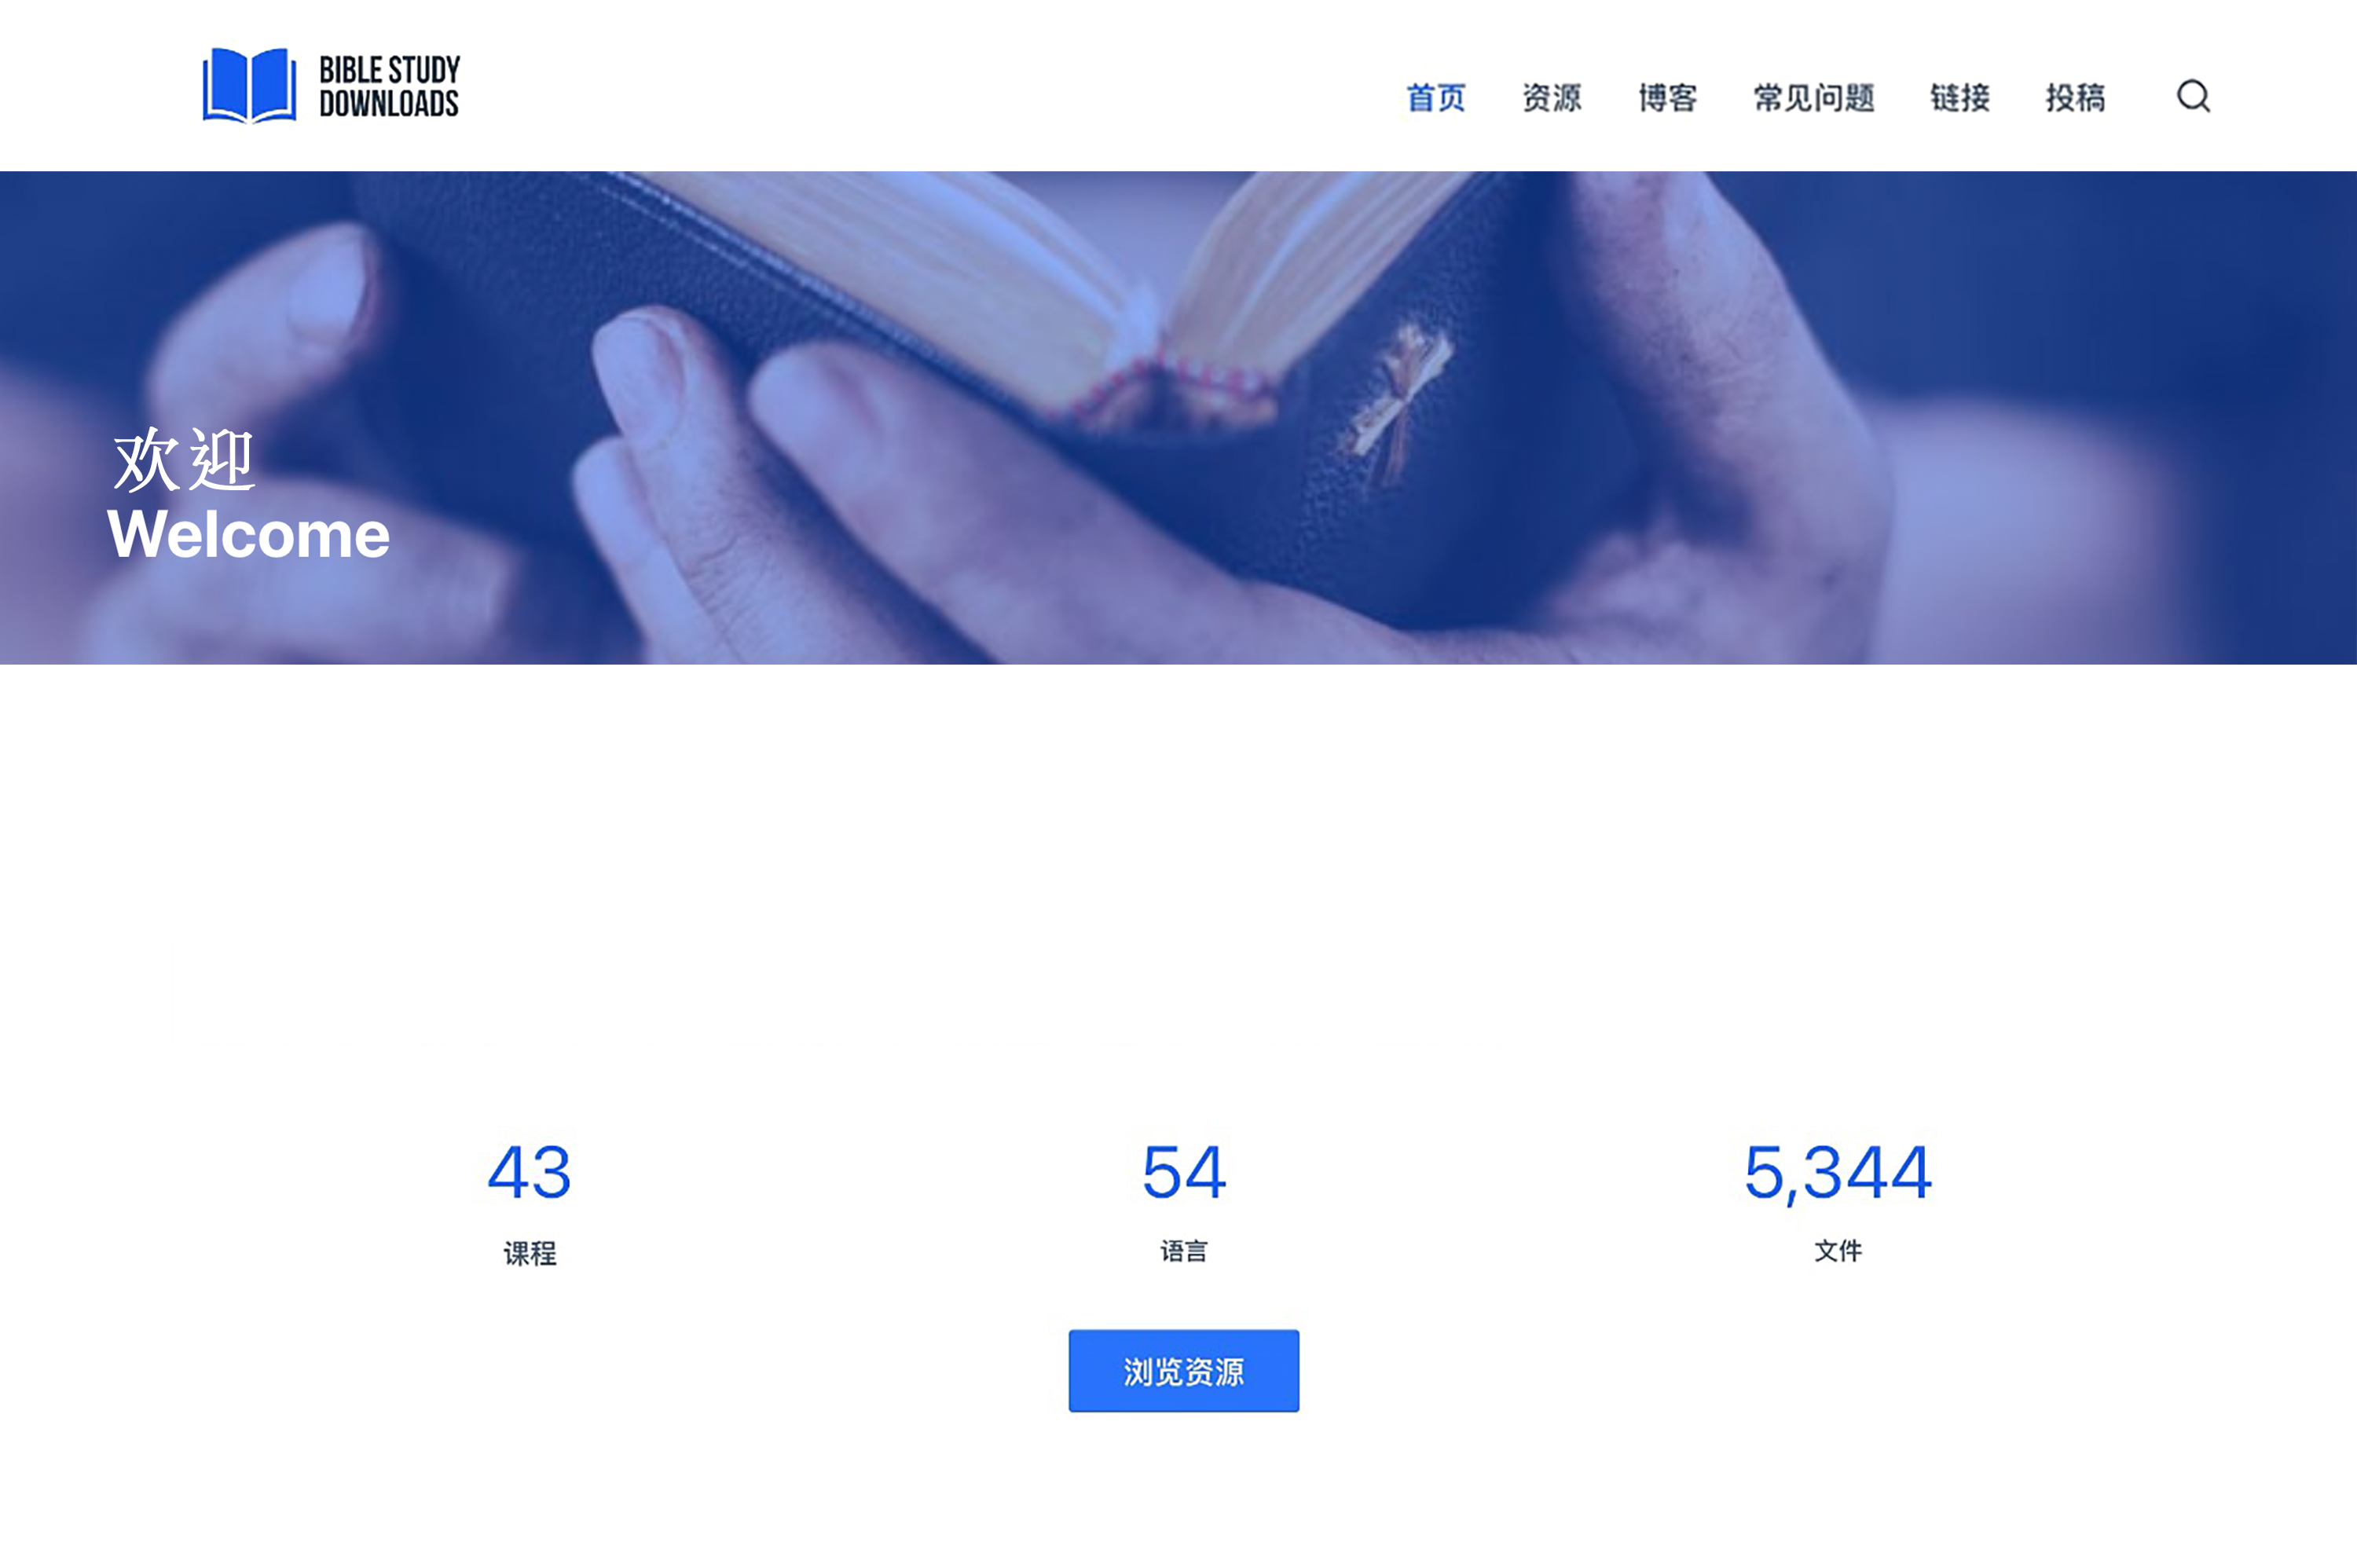 BIBLE STUDY
DOWNLOADS
首页 资源 博客 常见问题 链接 投稿
欢迎
Welcome
43 54 5,344
课程 语言 文件
浏览资源